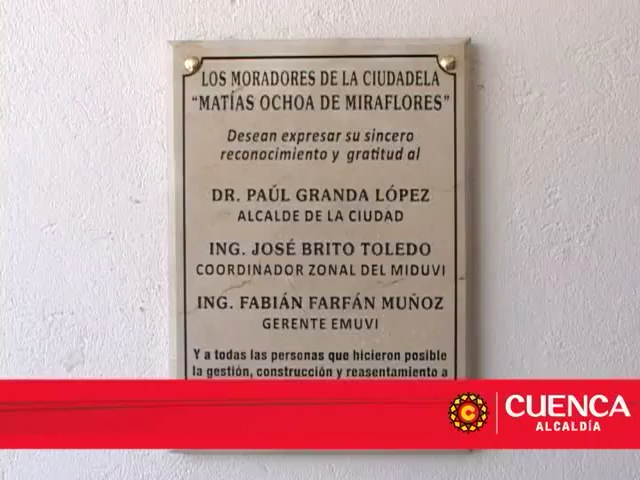 LOS MORADORES DE LA CIUDADELA
"MATÍAS OCHOA DE MIRAFLORES"
Desean expresar su sincero
reconocimiento y gratitud al
DR. PAÚL GRANDA LÓPEZ
ALCALDE DE LA CIUDAD
ING. JOSÉ BRITO TOLEDO
COORDINADOR ZONAL DEL MIDUVI
ING. FABIÁN FARFÁN MUÑOZ
GERENTE EMUVI
Y a todas las personas que hicieron posible
la gestión, construcción y reasentamiento a
CUENCA
ALCALDÍA